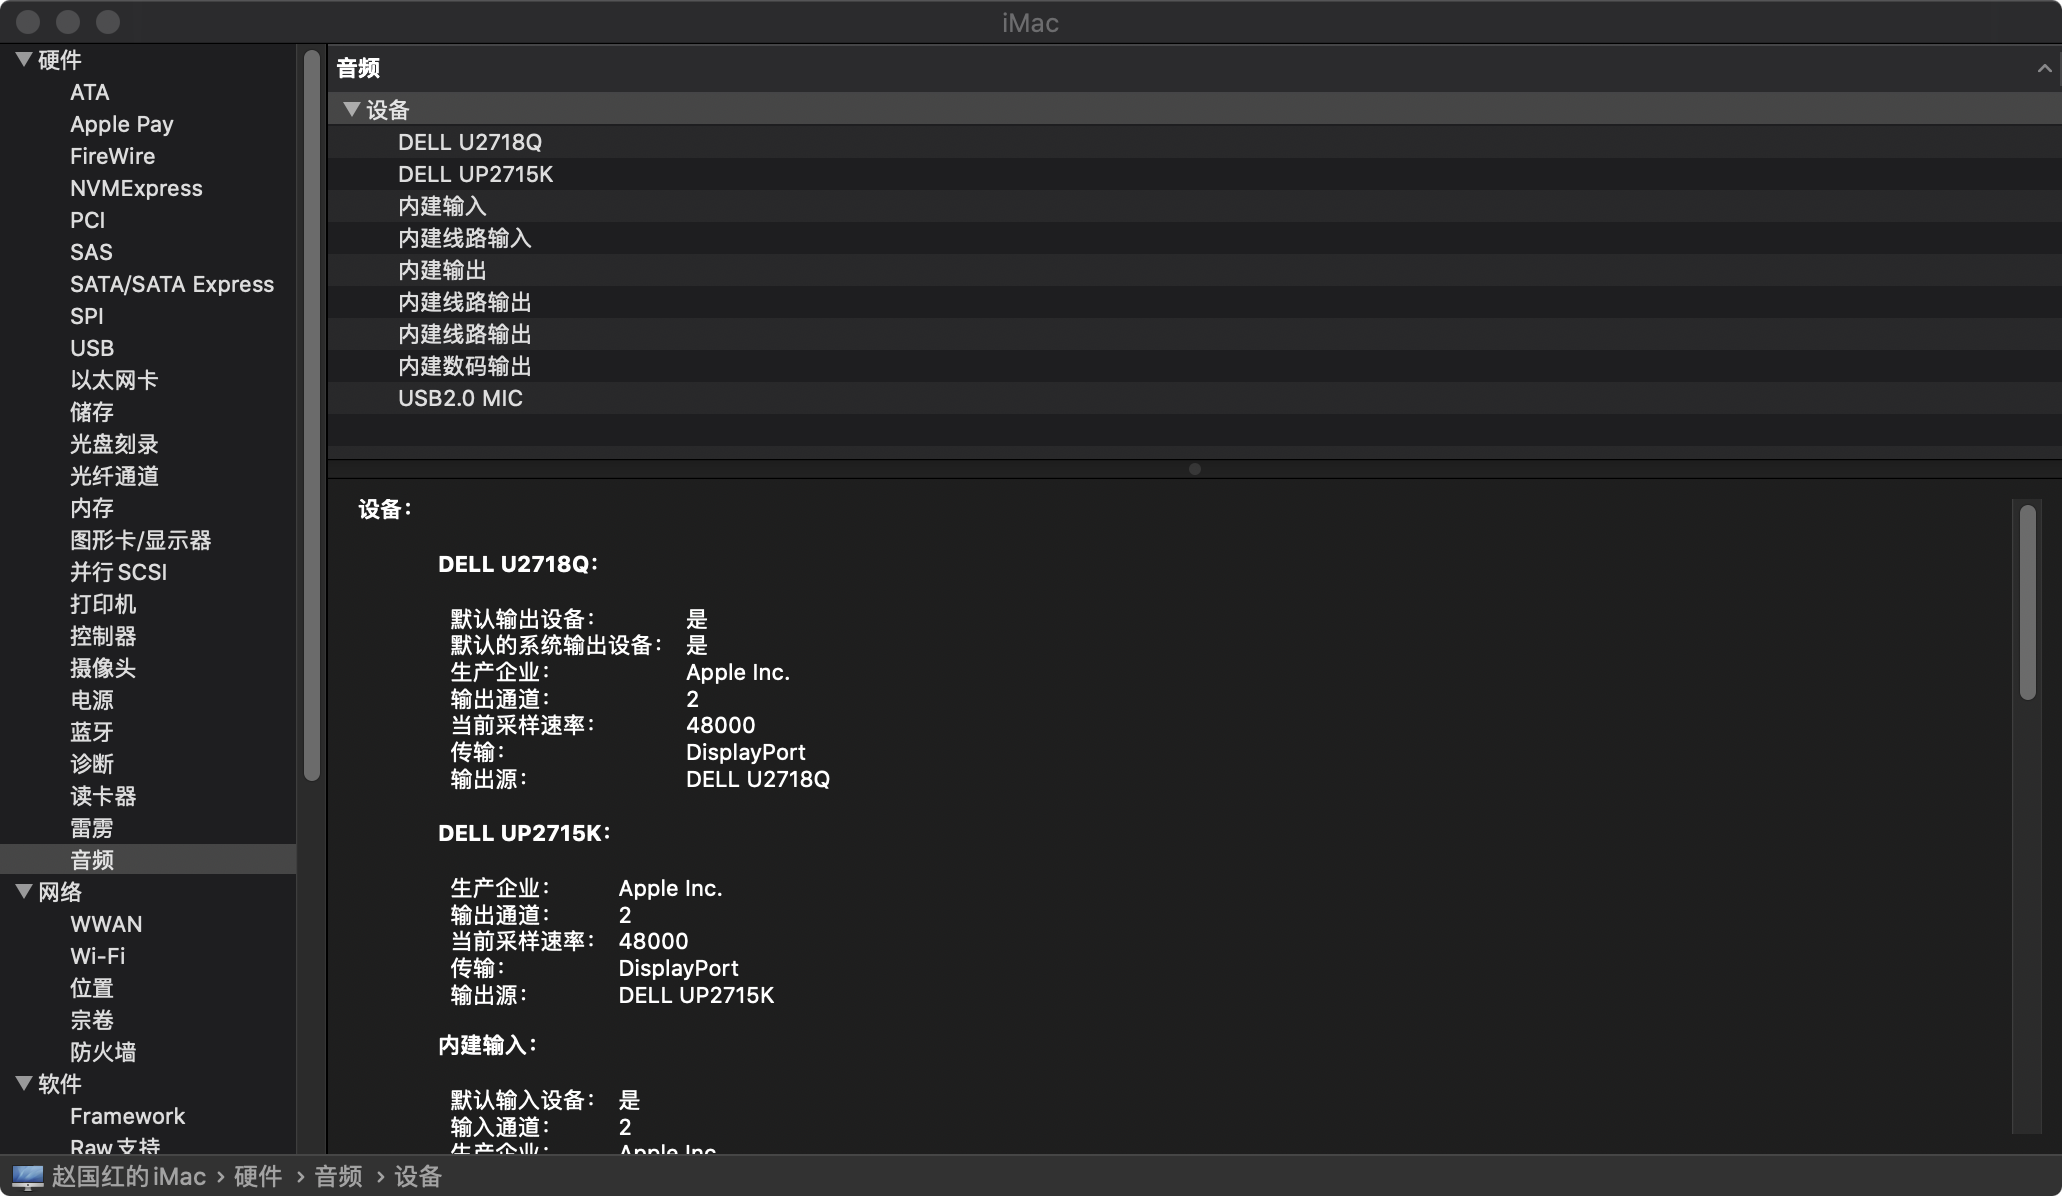 iMac
硬件
ATA
Apple Pay
FireWire
NVMExpress
PCI
SAS
SATA/SATA Express
SPI
USB
以太网卡
储存
光盘刻录
光纤通道
内存
图形卡/显示器
并行 SCSI
打印机
控制器
摄像头
电源
蓝牙
诊断
读卡器
雷雳
音频
网络
WWAN
Wi-Fi
位置
宗卷
防火墙
软件
Framework
Raw 支持
音频
设备
DELL U2718Q
DELL UP2715K
内建输入
内建线路输入
内建输出
内建线路输出
内建线路输出
内建数码输出
USB2.0 MIC
设备：
DELL U2718Q：
默认输出设备： 是
默认的系统输出设备： 是
生产企业： Apple Inc.
输出通道： 2
当前采样速率： 48000
传输： DisplayPort
输出源： DELL U2718Q
DELL UP2715K：
生产企业： Apple Inc.
输出通道： 2
当前采样速率： 48000
传输： DisplayPort
输出源： DELL UP2715K
内建输入：
默认输入设备： 是
输入通道： 2
生产企业： Apple Inc.
赵国红的 iMac › 硬件 › 音频 › 设备